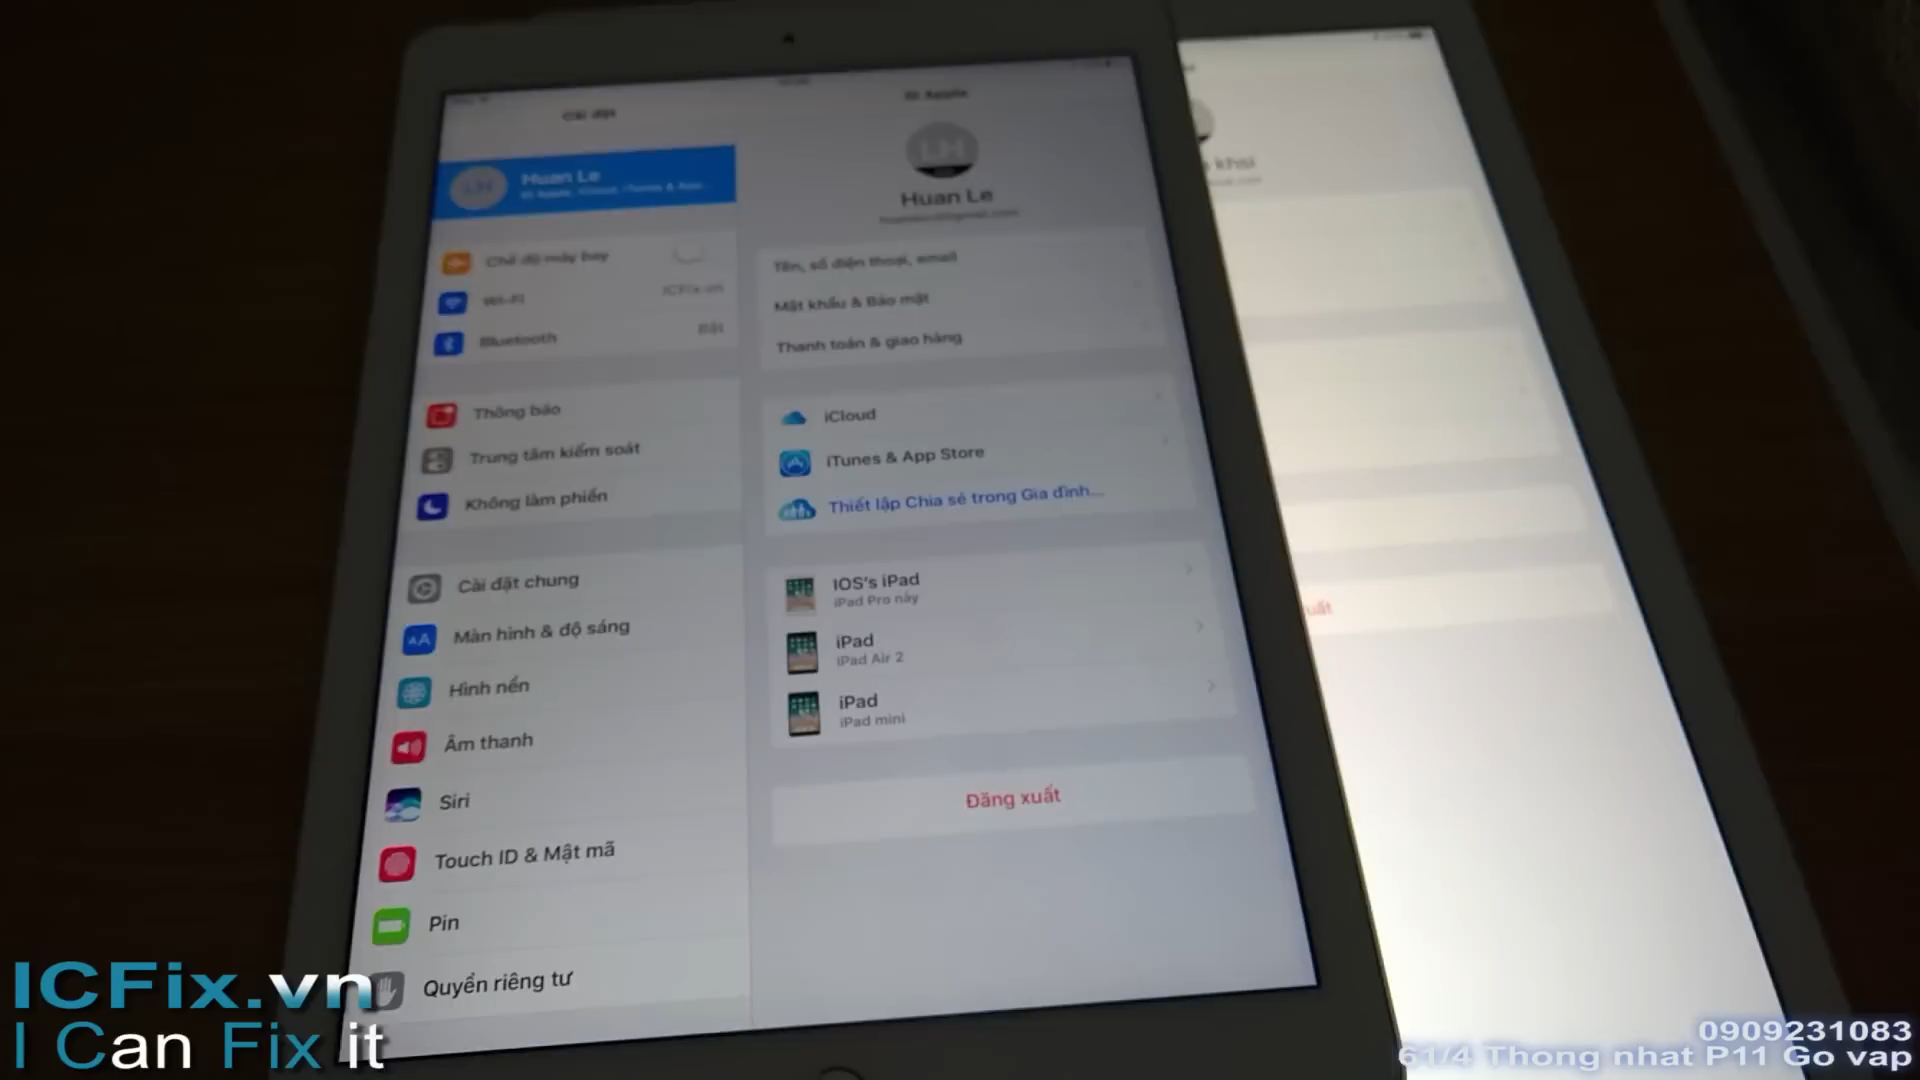 Cài đặt
ID Apple
LH
Huan Le
ID Apple, iCloud, iTunes & App...
LH
Huan Le
Chế độ máy bay
Wi-Fi
ICFix.vn
Bluetooth
Bật
Thông báo
Trung tâm kiểm soát
Không làm phiền
Cài đặt chung
AA
Màn hình & độ sáng
Hình nền
Âm thanh
Siri
Touch ID & Mật mã
Pin
Quyền riêng tư
Tên, số điện thoại, email
Mật khẩu & Bảo mật
Thanh toán & giao hàng
iCloud
iTunes & App Store
Thiết lập Chia sẻ trong Gia đình...
IOS's iPad
iPad Pro này
iPad
iPad Air 2
iPad
iPad mini
Đăng xuất
khsi
uất
ICFix.vn
I Can Fix it
0909231083
61/4 Thong nhat P11 Go vap